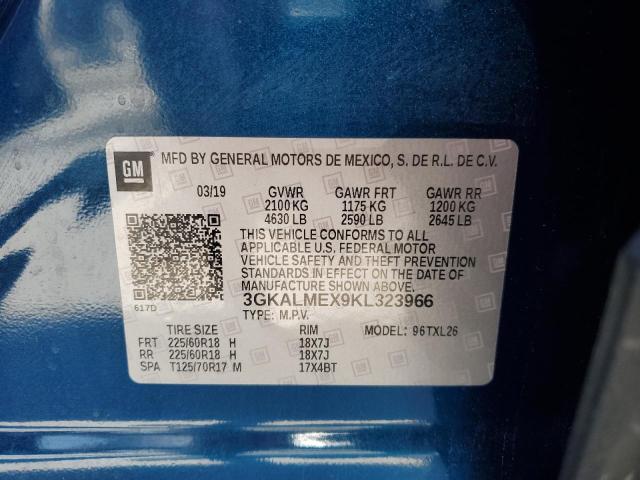 GM MFD BY GENERAL MOTORS DE MEXICO, S. DE R.L. DE C.V.
03/19 GVWR GAWR FRT GAWR RR
2100 KG 1175 KG 1200 KG
4630 LB 2590 LB 2645 LB
THIS VEHICLE CONFORMS TO ALL
APPLICABLE U.S. FEDERAL MOTOR
VEHICLE SAFETY AND THEFT
PREVENTION STANDARDS IN
EFFECT ON THE DATE OF
MANUFACTURE SHOWN ABOVE.
617D 3GKALMEX9KL323966
TYPE: M.P.V.
TIRE SIZE RIM MODEL: 96TXL26
FRT 225/60R18 H 18X7J
RR 225/60R18 H 18X7J
SPA T125/70R17 M 17X4BT